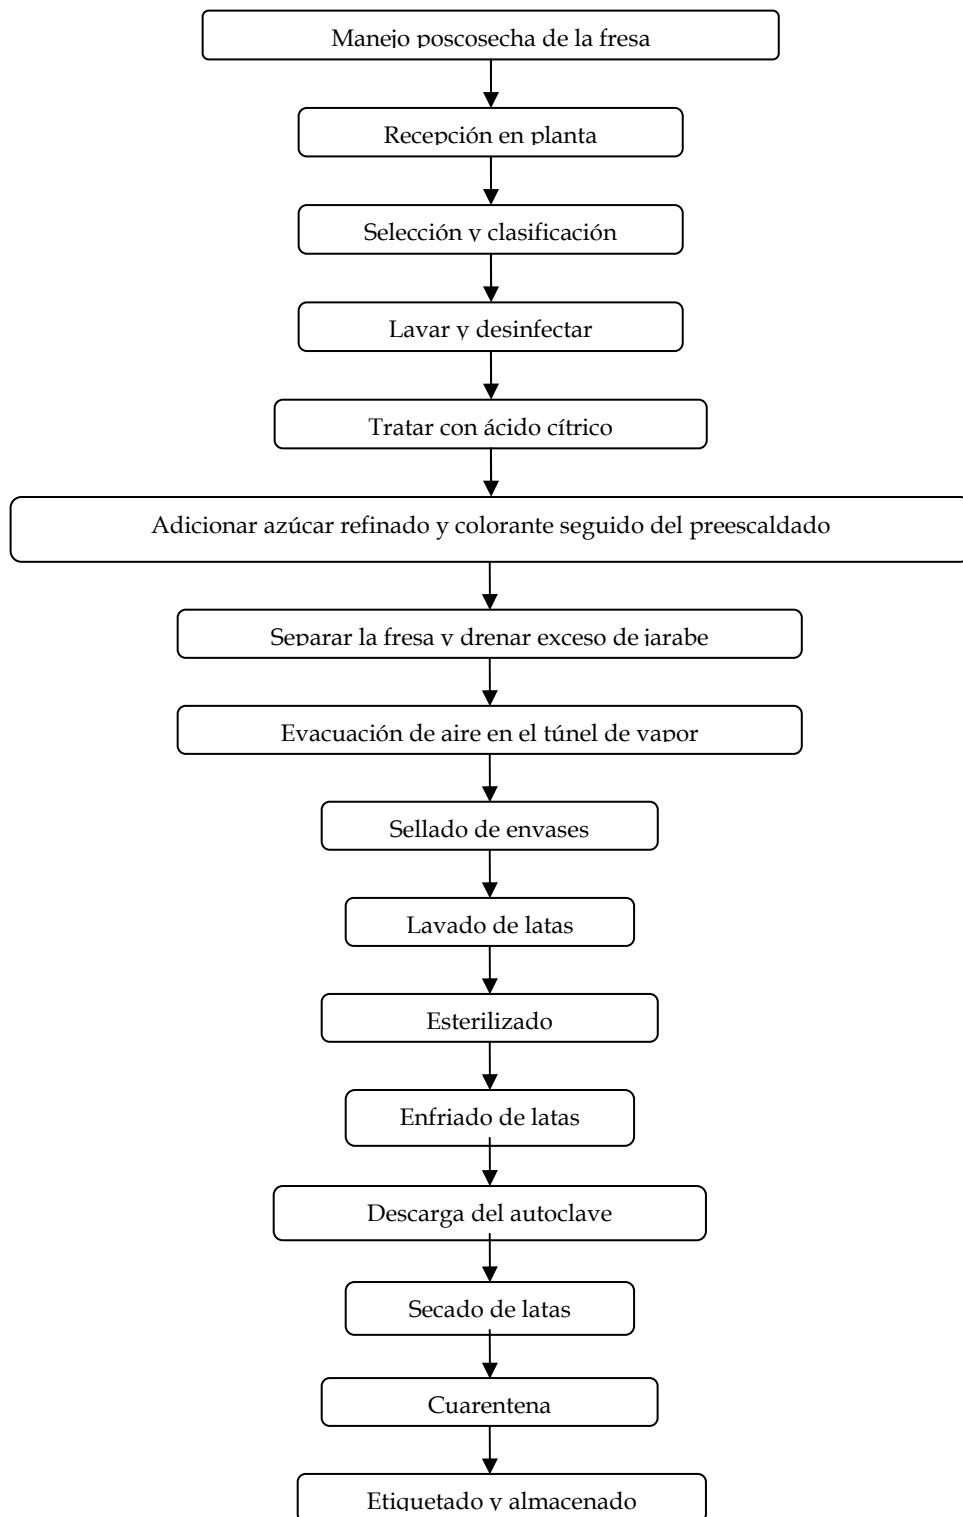 Manejo poscosecha de la fresa
Recepción en planta
Selección y clasificación
Lavar y desinfectar
Tratar con ácido cítrico
Adicionar azúcar refinado y colorante seguido del preescaldado
Separar la fresa y drenar exceso de jarabe
Evacuación de aire en el túnel de vapor
Sellado de envases
Lavado de latas
Esterilizado
Enfriado de latas
Descarga del autoclave
Secado de latas
Cuarentena
Etiquetado y almacenado